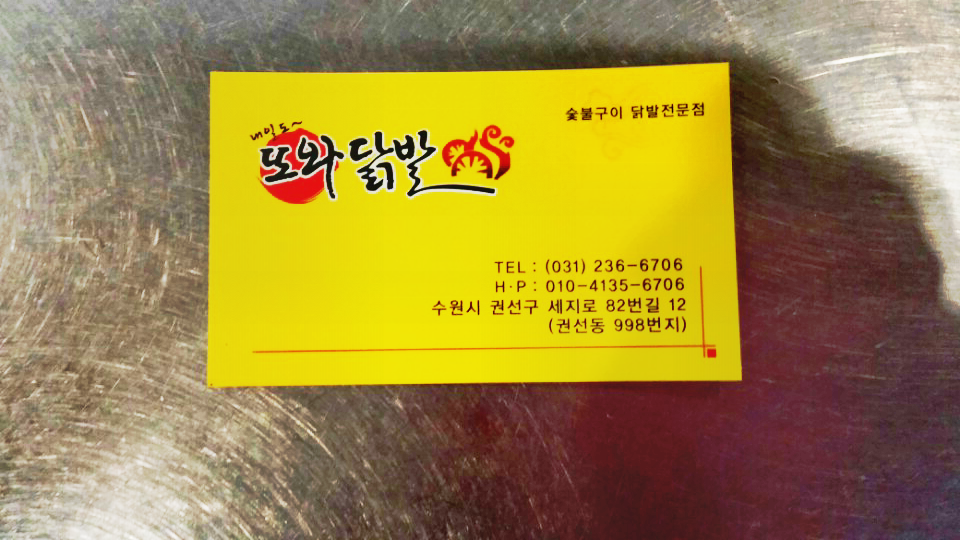 숯불구이 닭발전문점
내일도~
또와닭발
TEL : (031) 236-6706
H·P : 010-4135-6706
수원시 권선구 세지로 82번길 12
(권선동 998번지)